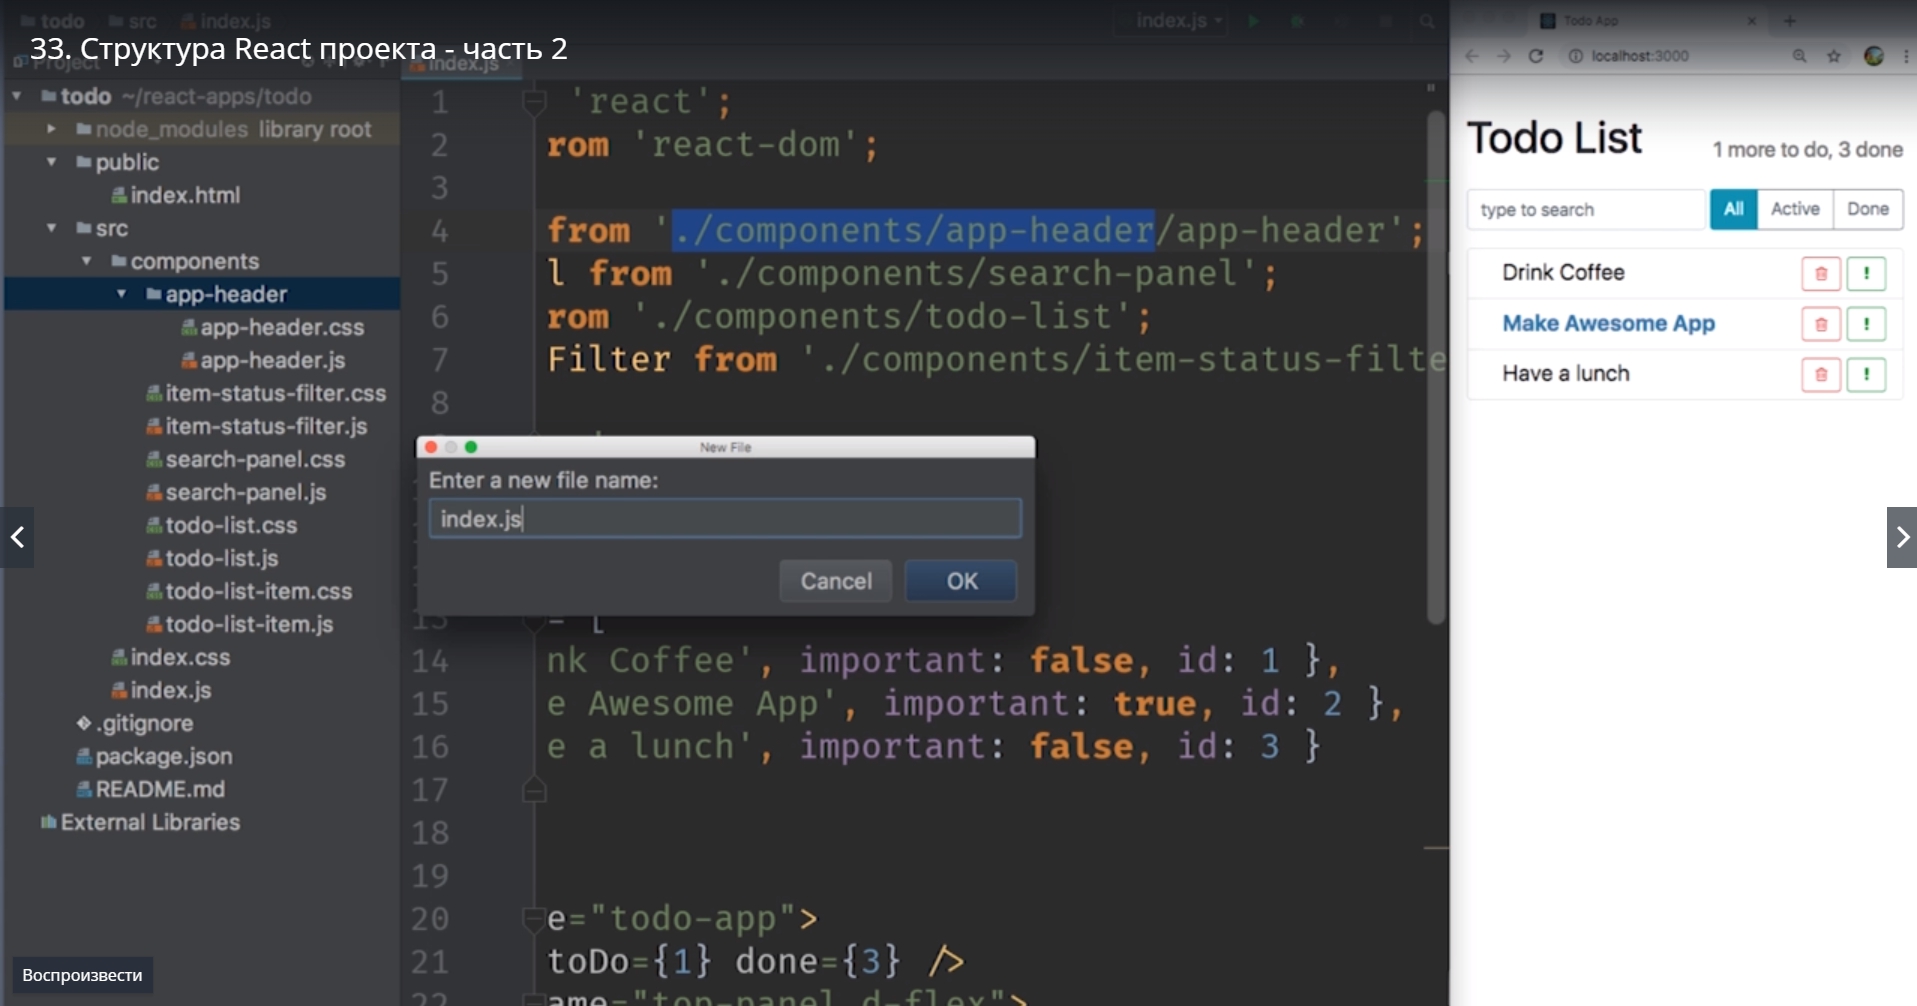 todo src index.js
index.js
33. Структура React проекта - часть 2
Project
index.js
todo ~/react-apps/todo
node_modules library root
public
index.html
src
components
app-header
app-header.css
app-header.js
item-status-filter.css
item-status-filter.js
search-panel.css
search-panel.js
todo-list.css
todo-list.js
todo-list-item.css
todo-list-item.js
index.css
index.js
.gitignore
package.json
README.md
External Libraries
Воспроизвести
1 'react';
2 rom 'react-dom';
3
4 from './components/app-header/app-header';
5 l from './components/search-panel';
6 rom './components/todo-list';
7 Filter from './components/item-status-filte
8
New File
Enter a new file name:
index.js
Cancel OK
13 = [
14 nk Coffee', important: false, id: 1 },
15 e Awesome App', important: true, id: 2 },
16 e a lunch', important: false, id: 3 }
17
18
19
20 e="todo-app">
21 toDo={1} done={3} />
22 ame="top-panel d-flex">
Todo App
localhost:3000
Todo List
1 more to do, 3 done
type to search All Active Done
Drink Coffee
Make Awesome App
Have a lunch